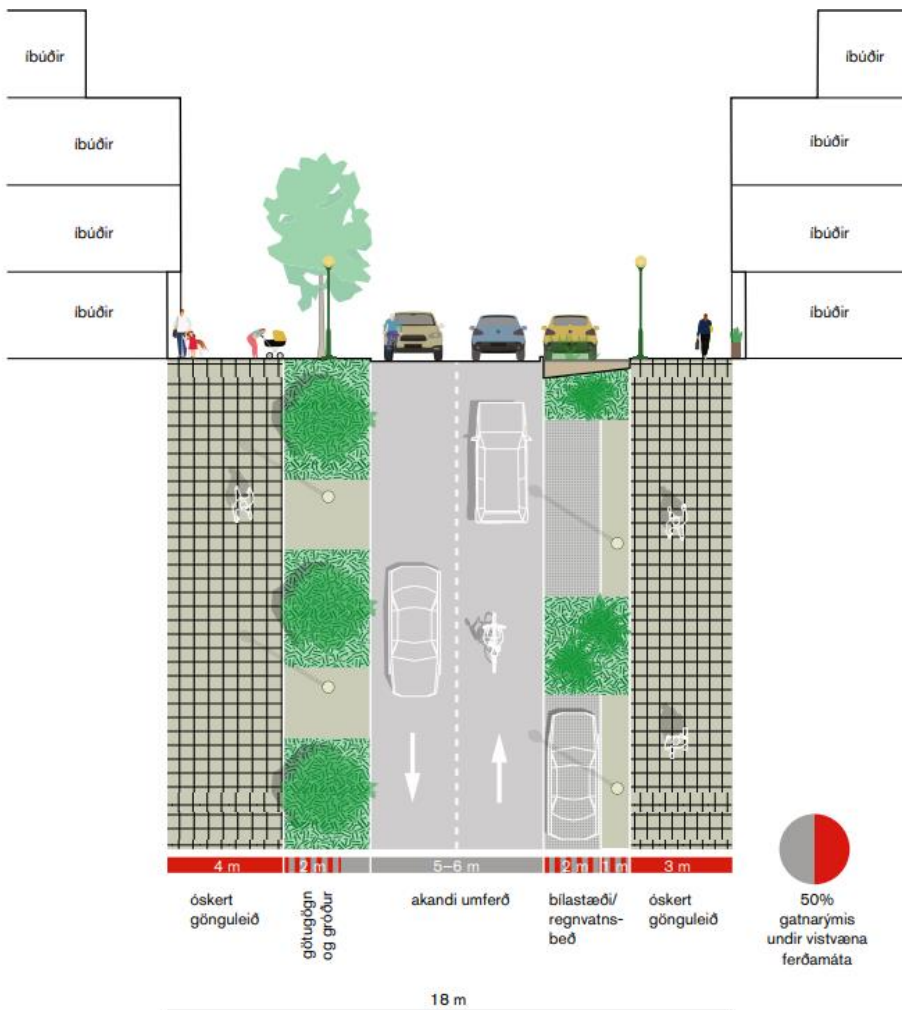 íbúðir
íbúðir
íbúðir
íbúðir
íbúðir
íbúðir
íbúðir
íbúðir
4 m
2 m
5–6 m
2 m
1 m
3 m
óskert
gönguleið
götugögn
og gróður
akandi umferð
bílastæði/
regnvatns-
beð
óskert
gönguleið
50%
gatnarýmis
undir vistvæna
ferðamáta
18 m